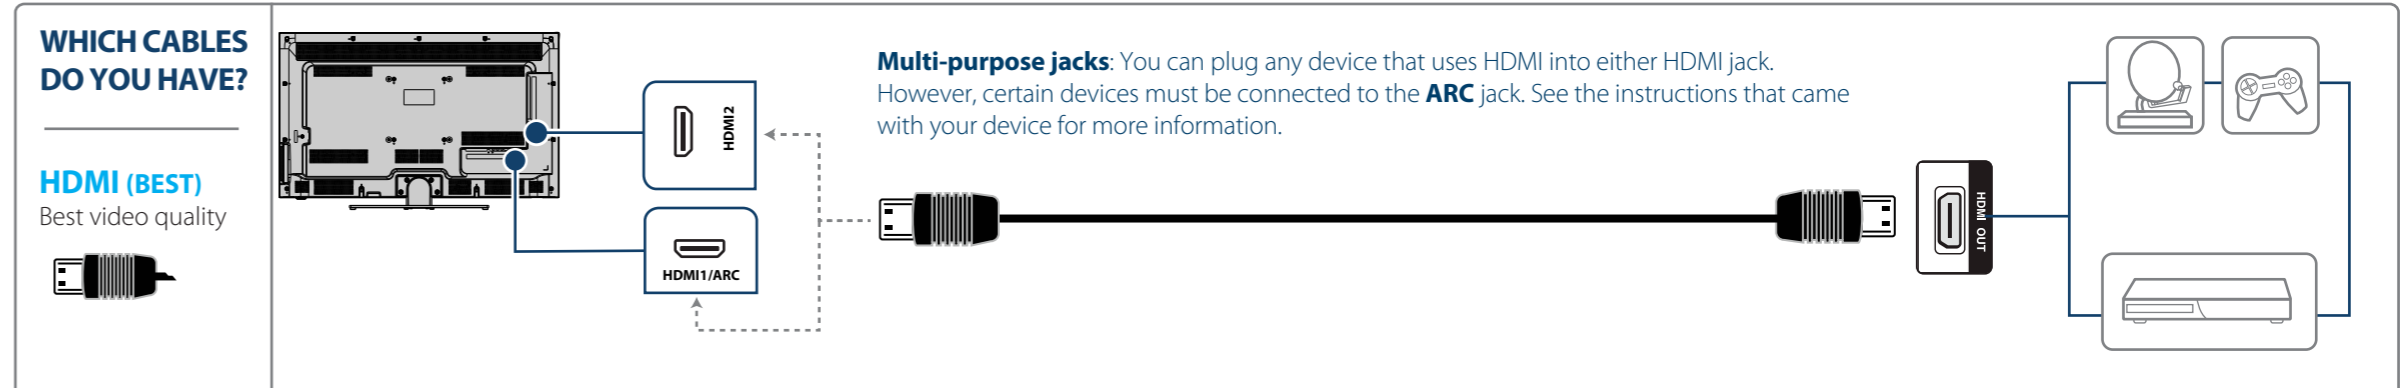 WHICH CABLES
DO YOU HAVE?
HDMI (BEST)
Best video quality
HDMI2
HDMI1/ARC
Multi-purpose jacks: You can plug any device that uses HDMI into either HDMI jack.
However, certain devices must be connected to the ARC jack. See the instructions that came
with your device for more information.
HDMI OUT